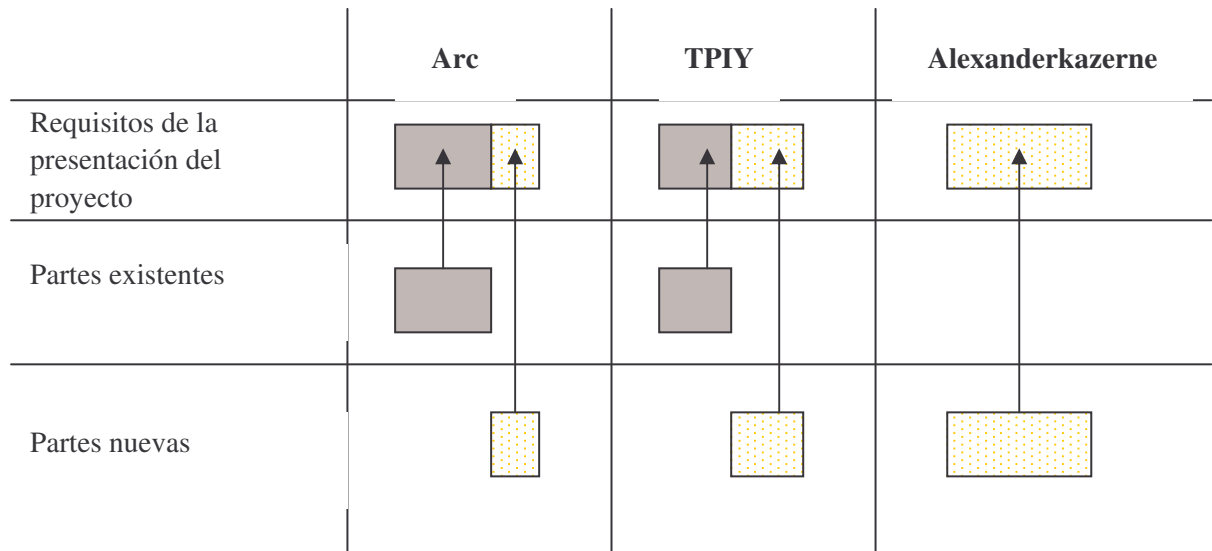 Arc TPIY Alexanderkazerne
Requisitos de la
presentación del
proyecto
Partes existentes
Partes nuevas